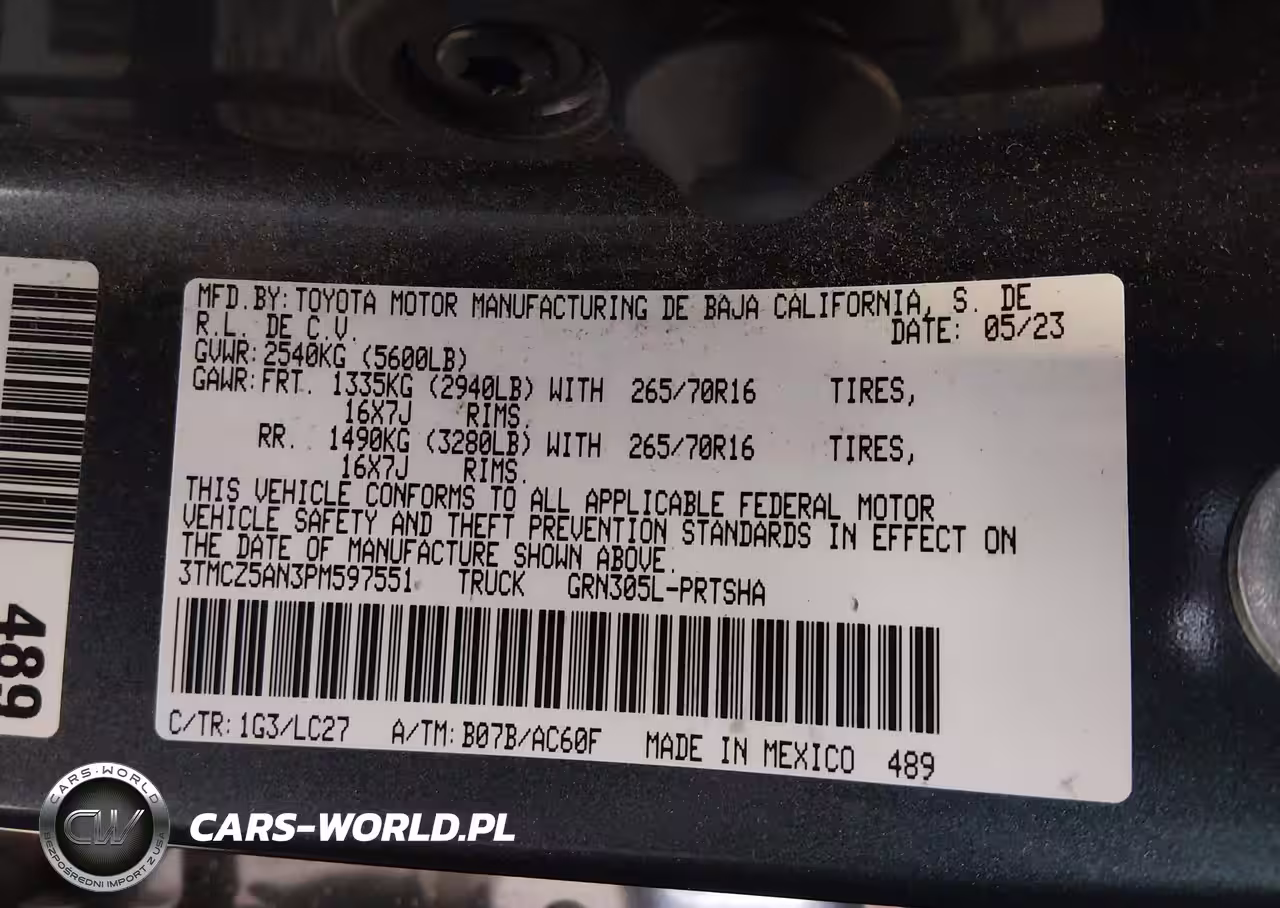 MFD.BY: TOYOTA MOTOR MANUFACTURING DE BAJA CALIFORNIA, S. DE
R.L. DE C.V. DATE: 05/23
GVWR: 2540KG (5600LB)
GAWR: FRT. 1335KG (2940LB) WITH 265/70R16 TIRES,
16X7J RIMS.
RR. 1490KG (3280LB) WITH 265/70R16 TIRES,
16X7J RIMS.
THIS VEHICLE CONFORMS TO ALL APPLICABLE FEDERAL MOTOR
VEHICLE SAFETY AND THEFT PREVENTION STANDARDS IN EFFECT ON
THE DATE OF MANUFACTURE SHOWN ABOVE.
3TMCZ5AN3PM597551 TRUCK GRN305L-PRTSHA
C/TR: 1G3/LC27 A/TM: B07B/AC60F MADE IN MEXICO 489
489
CARS-WORLD
CW
BEZPOŚREDNI IMPORT Z USA
CARS-WORLD.PL